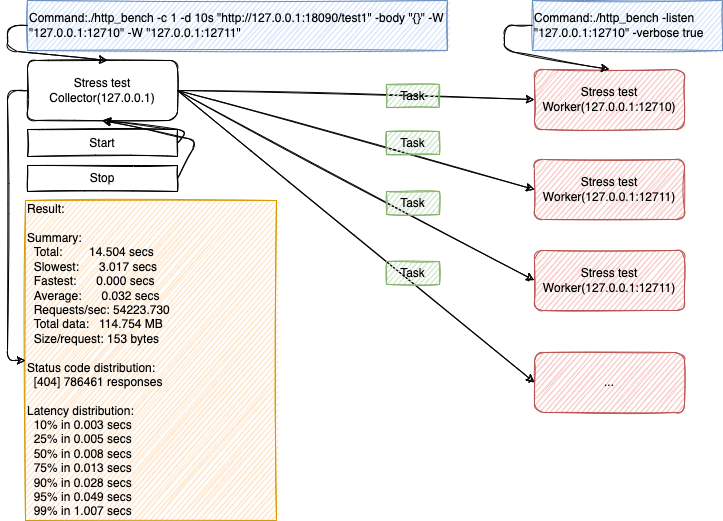 Command:./http_bench -c 1 -d 10s "http://127.0.0.1:18090/test1" -body "{}" -W
"127.0.0.1:12710" -W "127.0.0.1:12711"
Command:./http_bench -listen
"127.0.0.1:12710" -verbose true
Stress test
Collector(127.0.0.1)
Start
Stop
Task
Task
Task
Task
Stress test
Worker(127.0.0.1:12710)
Stress test
Worker(127.0.0.1:12711)
Stress test
Worker(127.0.0.1:12711)
...
Result:
Summary:
Total: 14.504 secs
Slowest: 3.017 secs
Fastest: 0.000 secs
Average: 0.032 secs
Requests/sec: 54223.730
Total data: 114.754 MB
Size/request: 153 bytes
Status code distribution:
[404] 786461 responses
Latency distribution:
10% in 0.003 secs
25% in 0.005 secs
50% in 0.008 secs
75% in 0.013 secs
90% in 0.028 secs
95% in 0.049 secs
99% in 1.007 secs